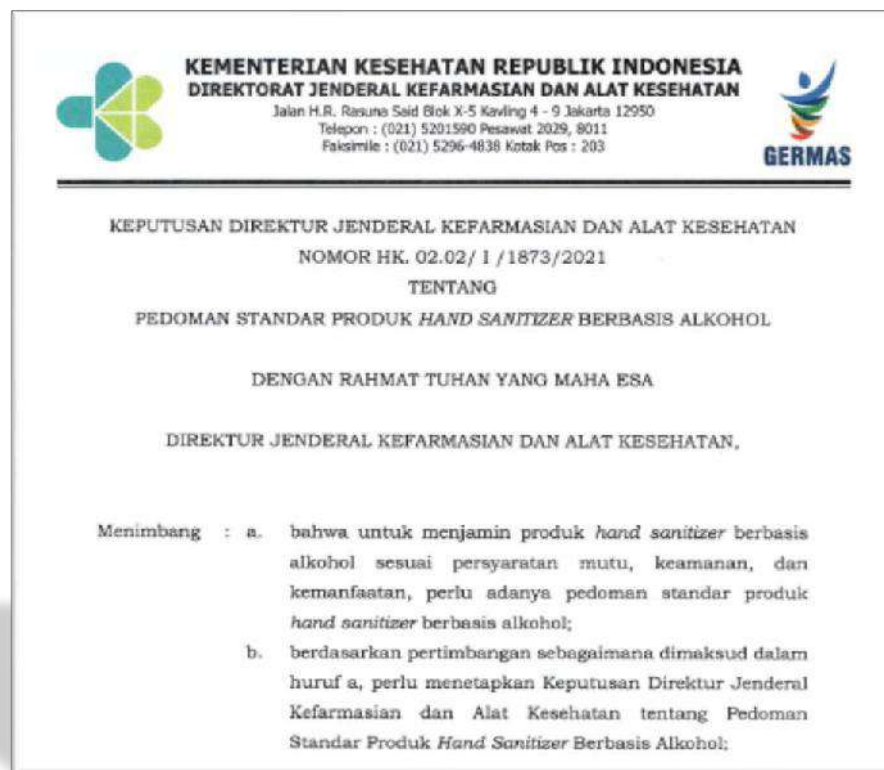 KEMENTERIAN KESEHATAN REPUBLIK INDONESIA
DIREKTORAT JENDERAL KEFARMASIAN DAN ALAT KESEHATAN
Jalan H.R. Rasuna Said Blok X-5 Kavling 4 - 9 Jakarta 12950
Telepon : (021) 5201590 Pesawat 2029, 8011
Faksimile : (021) 5296-4838 Kotak Pos : 203
GERMAS
KEPUTUSAN DIREKTUR JENDERAL KEFARMASIAN DAN ALAT KESEHATAN
NOMOR HK. 02.02/ I /1873/2021
TENTANG
PEDOMAN STANDAR PRODUK HAND SANITIZER BERBASIS ALKOHOL
DENGAN RAHMAT TUHAN YANG MAHA ESA
DIREKTUR JENDERAL KEFARMASIAN DAN ALAT KESEHATAN,
Menimbang : a. bahwa untuk menjamin produk hand sanitizer berbasis
alkohol sesuai persyaratan mutu, keamanan, dan
kemanfaatan, perlu adanya pedoman standar produk
hand sanitizer berbasis alkohol;
b. berdasarkan pertimbangan sebagaimana dimaksud dalam
huruf a, perlu menetapkan Keputusan Direktur Jenderal
Kefarmasian dan Alat Kesehatan tentang Pedoman
Standar Produk Hand Sanitizer Berbasis Alkohol;